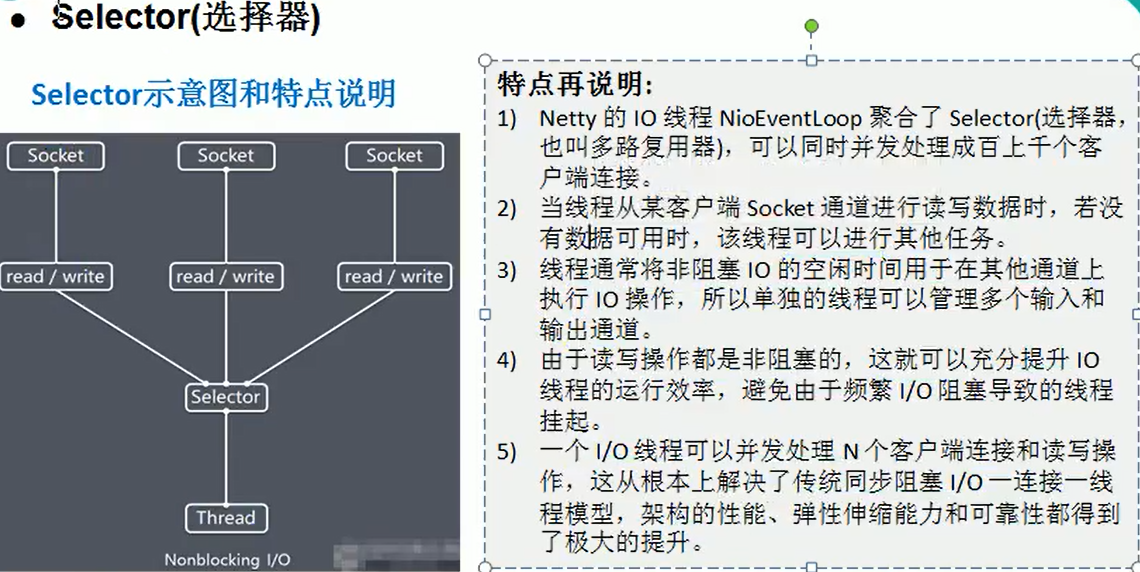 • Selector(选择器)
Selector示意图和特点说明
Socket Socket Socket
read / write read / write read / write
Selector
Thread
Nonblocking I/O
特点再说明:
1) Netty 的 IO 线程 NioEventLoop 聚合了 Selector(选择器,
也叫多路复用器)，可以同时并发处理成百上千个客
户端连接。
2) 当线程从某客户端 Socket 通道进行读写数据时，若没
有数据可用时，该线程可以进行其他任务。
3) 线程通常将非阻塞 IO 的空闲时间用于在其他通道上
执行 IO 操作，所以单独的线程可以管理多个输入和
输出通道。
4) 由于读写操作都是非阻塞的，这就可以充分提升 IO
线程的运行效率，避免由于频繁 I/O 阻塞导致的线程
挂起。
5) 一个 I/O 线程可以并发处理 N 个客户端连接和读写操
作，这从根本上解决了传统同步阻塞 I/O 一连接一线
程模型，架构的性能、弹性伸缩能力和可靠性都得到
了极大的提升。